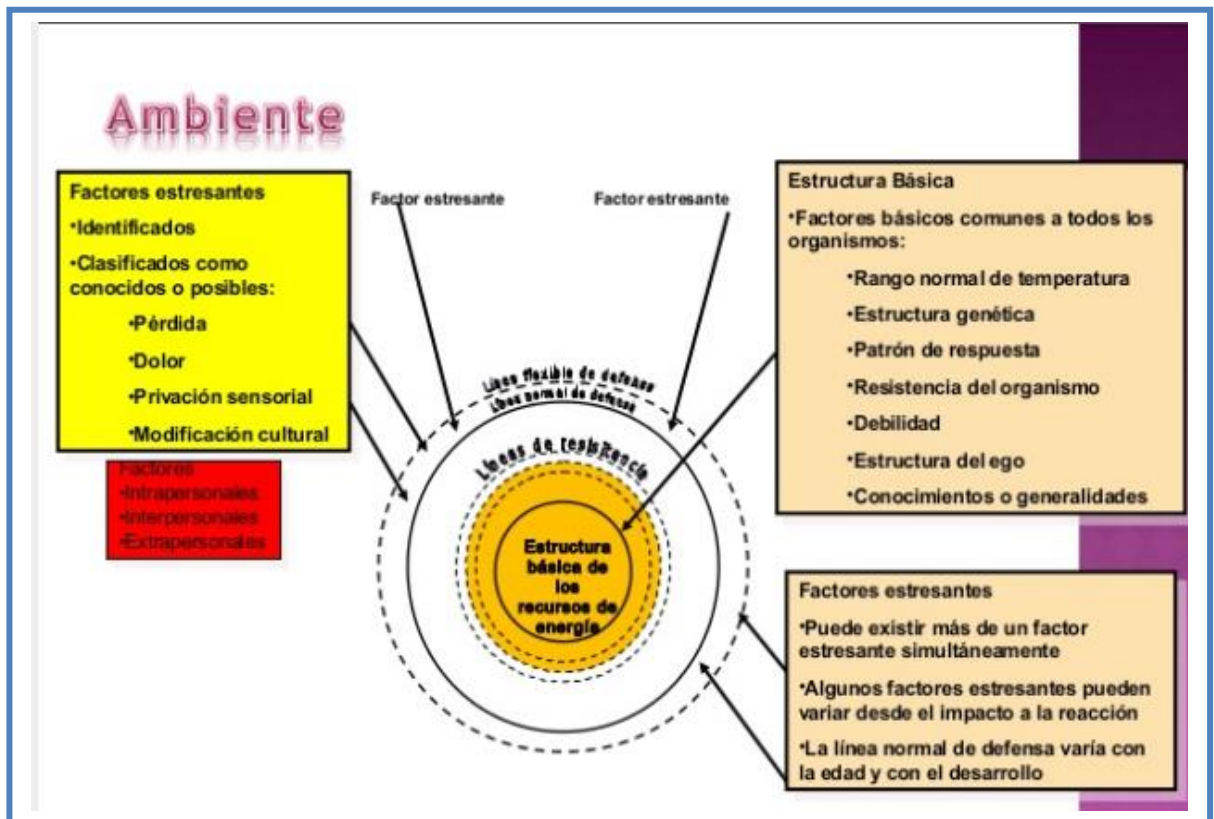 Ambiente
Factores estresantes
•Identificados
•Clasificados como
conocidos o posibles:
•Pérdida
•Dolor
•Privación sensorial
•Modificación cultural
Factores
•Intrapersonales
•Interpersonales
•Extrapersonales
Factor estresante
Factor estresante
Línea flexible de defensa
Línea normal de defensa
Líneas de resistencia
Estructura
básica de
los
recursos de
energía
Estructura Básica
•Factores básicos comunes a todos los
organismos:
•Rango normal de temperatura
•Estructura genética
•Patrón de respuesta
•Resistencia del organismo
•Debilidad
•Estructura del ego
•Conocimientos o generalidades
Factores estresantes
•Puede existir más de un factor
estresante simultáneamente
•Algunos factores estresantes pueden
variar desde el impacto a la reacción
•La línea normal de defensa varía con
la edad y con el desarrollo